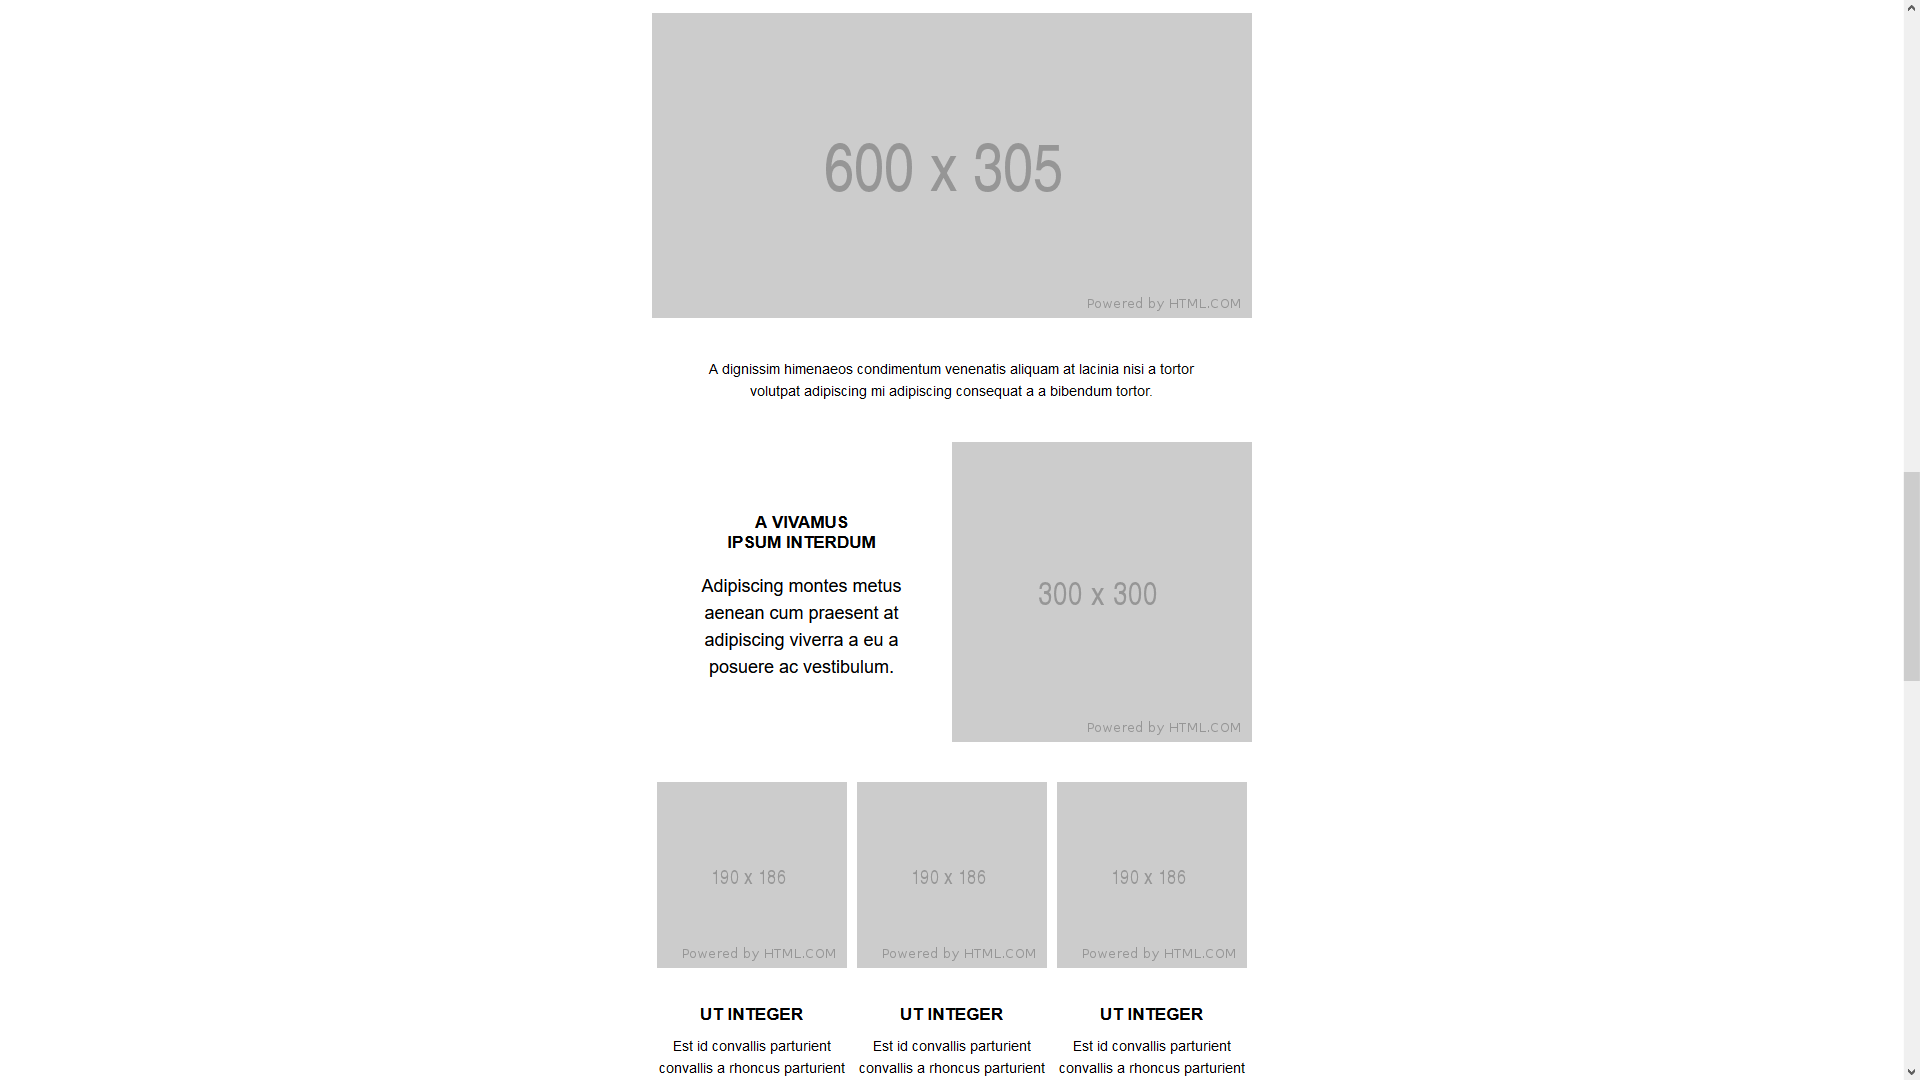 600 x 305
Powered by HTML.COM
A dignissim himenaeos condimentum venenatis aliquam at lacinia nisi a tortor
volutpat adipiscing mi adipiscing consequat a a bibendum tortor.
A VIVAMUS
IPSUM INTERDUM
Adipiscing montes metus
aenean cum praesent at
adipiscing viverra a eu a
posuere ac vestibulum.
300 x 300
Powered by HTML.COM
190 x 186
Powered by HTML.COM
UT INTEGER
Est id convallis parturient
convallis a rhoncus parturient
190 x 186
Powered by HTML.COM
UT INTEGER
Est id convallis parturient
convallis a rhoncus parturient
190 x 186
Powered by HTML.COM
UT INTEGER
Est id convallis parturient
convallis a rhoncus parturient